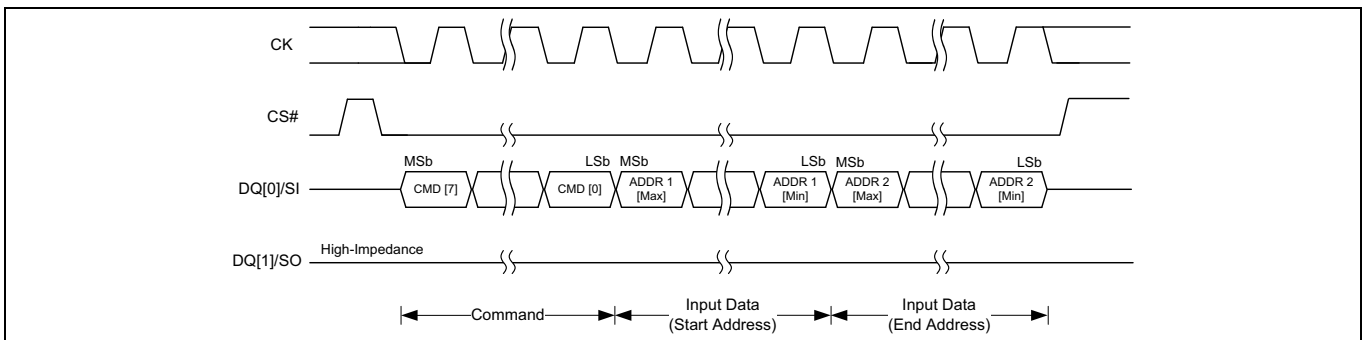 CK
CS#
MSb LSb MSb LSb MSb LSb
DQ[0]/SI CMD [7] CMD [0] ADDR 1 [Max] ADDR 1 [Min] ADDR 2 [Max] ADDR 2 [Min]
High-Impedance
DQ[1]/SO
Command
Input Data
(Start Address)
Input Data
(End Address)